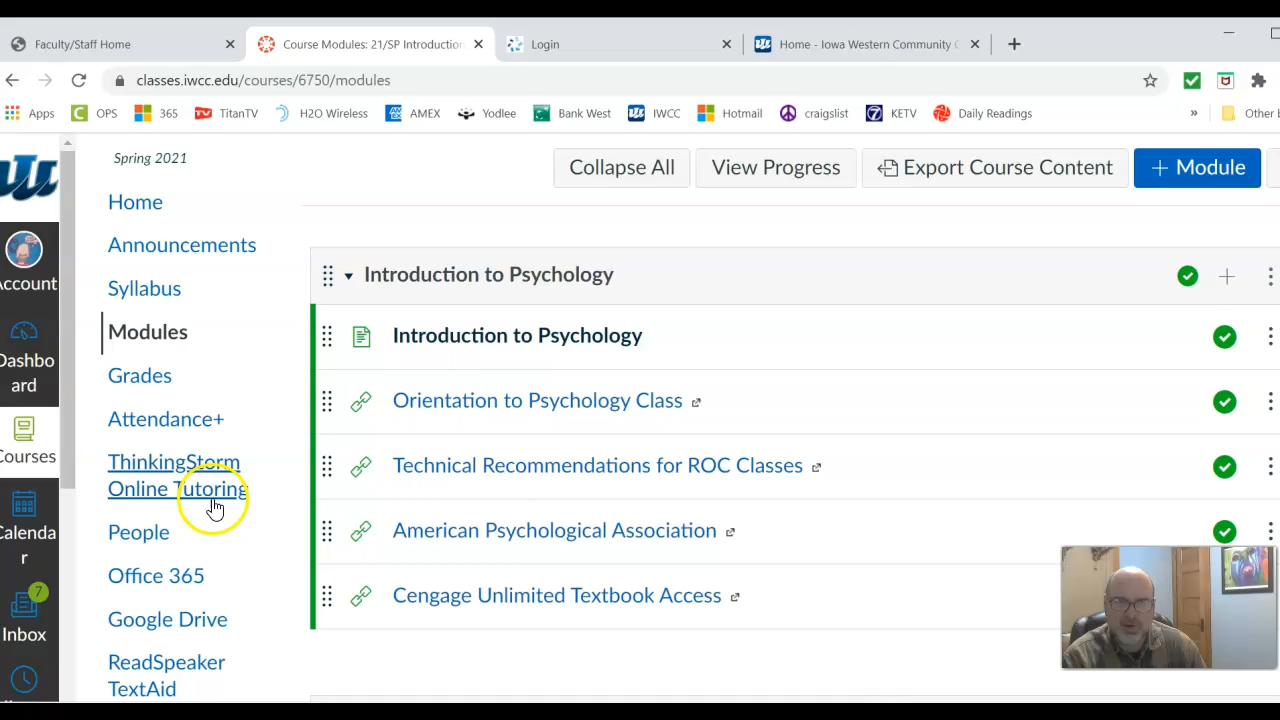 Faculty/Staff Home
Course Modules: 21/SP Introduction
Login
Home - Iowa Western Community C
classes.iwcc.edu/courses/6750/modules
Apps
OPS
365
TitanTV
H2O Wireless
AMEX
Yodlee
Bank West
IWCC
Hotmail
craigslist
KETV
Daily Readings
»
Other b
Spring 2021
Collapse All
View Progress
Export Course Content
+ Module
Home
Announcements
Syllabus
Modules
Grades
Attendance+
ThinkingStorm
Online Tutoring
People
Office 365
Google Drive
ReadSpeaker
TextAid
Account
Dashbo
ard
Courses
Calenda
r
7
Inbox
Introduction to Psychology
Introduction to Psychology
Orientation to Psychology Class
Technical Recommendations for ROC Classes
American Psychological Association
Cengage Unlimited Textbook Access